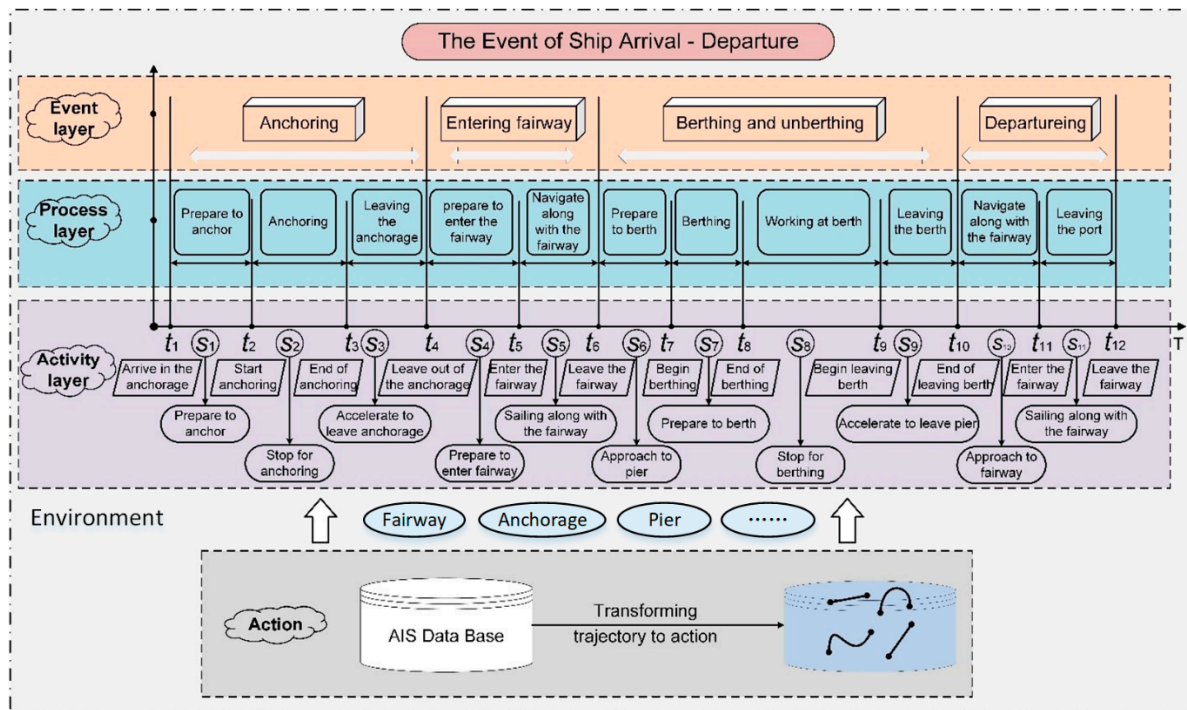 The Event of Ship Arrival - Departure
Event
layer
Anchoring
Entering fairway
Berthing and unberthing
Departureing
Process
layer
Prepare to
anchor
Anchoring
Leaving
the
anchorage
prepare to
enter the
fairway
Navigate
along
with the
fairway
Prepare
to berth
Berthing
Working at berth
Leaving
the berth
Navigate
along with
the fairway
Leaving
the port
Activity
layer
t1 S1 t2 S2 t3 S3 t4 S4 t5 S5 t6 S6 t7 S7 t8 S8 t9 S9 t10 S10 t11 S11 t12 T
Arrive in the
anchorage
Start
anchoring
End of
anchoring
Leave out of
the anchorage
Enter the
fairway
Leave the
fairway
Begin
berthing
End of
berthing
Begin leaving
berth
End of
leaving berth
Enter the
fairway
Leave the
fairway
Prepare to
anchor
Accelerate to
leave anchorage
Sailing along with
the fairway
Prepare to berth
Accelerate to leave pier
Sailing along with
the fairway
Stop for
anchoring
Prepare to
enter fairway
Approach to
pier
Stop for
berthing
Approach to
fairway
Environment
Fairway
Anchorage
Pier
······
Action
AIS Data Base
Transforming
trajectory to action